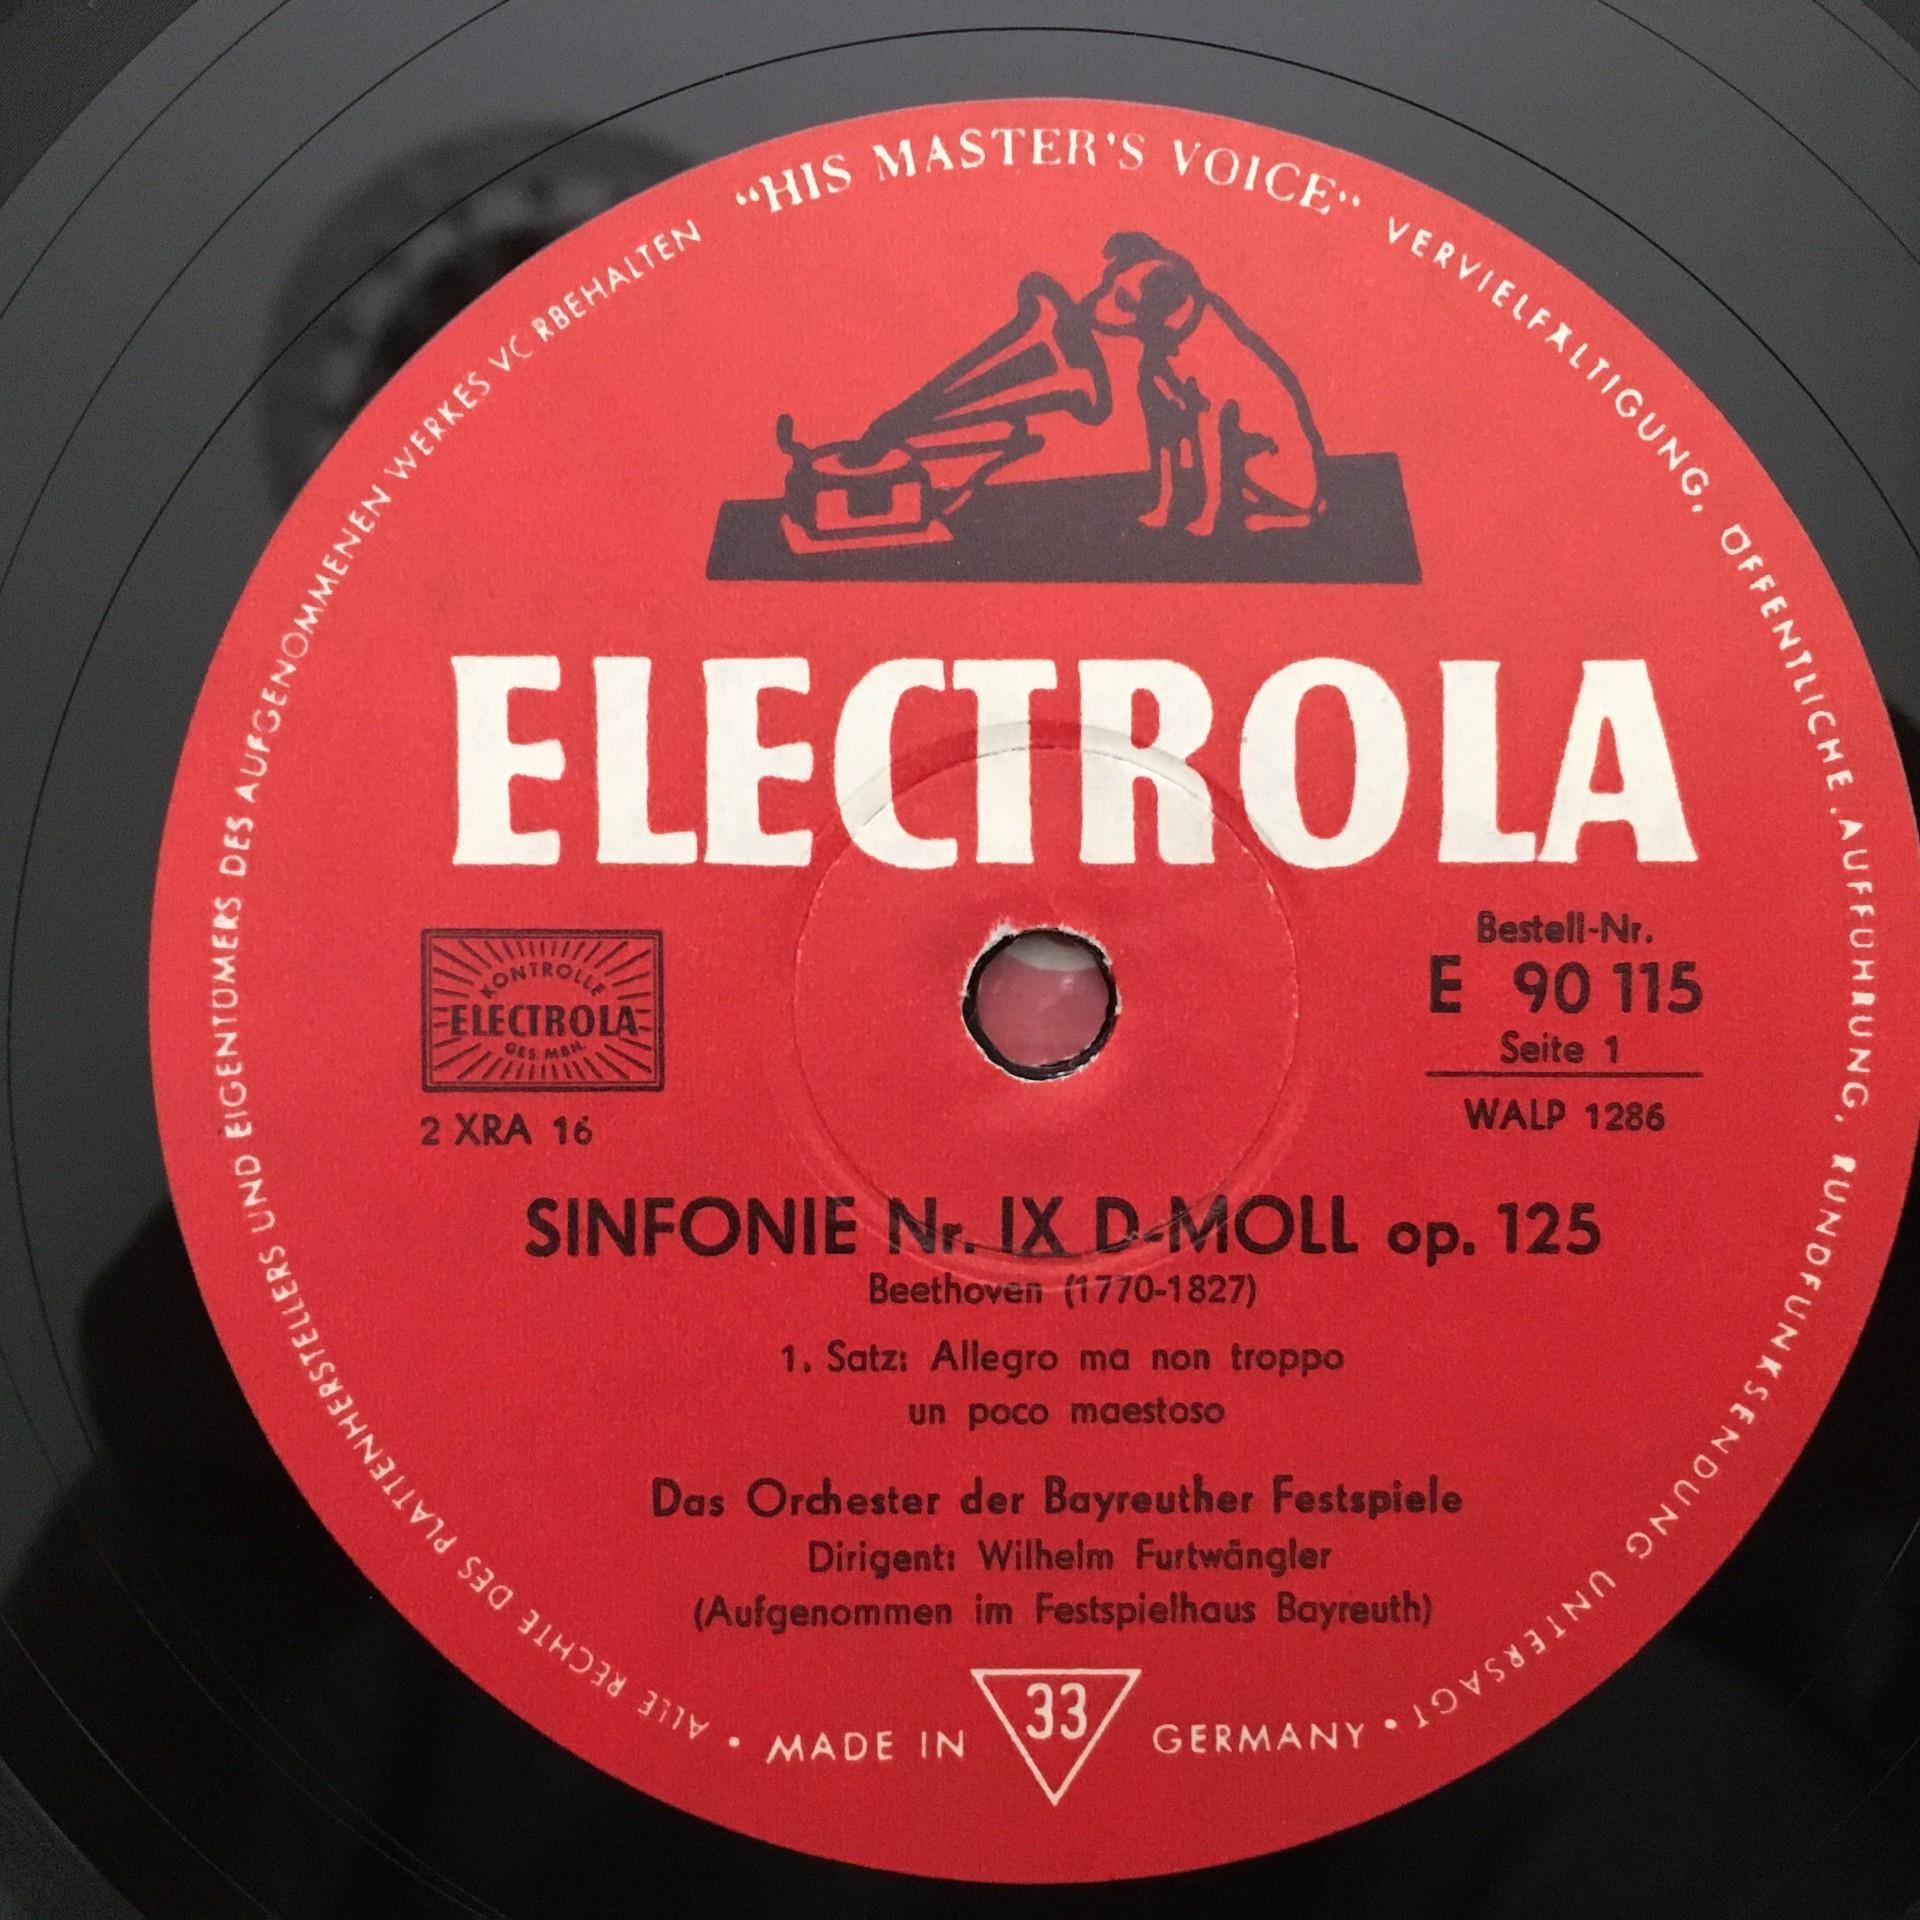 "HIS MASTER'S VOICE"
VERVIELFÄLTIGUNG, ÖFFENTLICHE AUFFÜHRUNG, RUNDFUNKSENDUNG UNTERSAGT •
ELECTROLA
KONTROLLE
ELECTROLA
GES. MBH.
2 XRA 16
Bestell-Nr.
E 90 115
Seite 1
WALP 1286
SINFONIE Nr. IX D-MOLL op. 125
Beethoven (1770-1827)
1. Satz: Allegro ma non troppo
un poco maestoso
Das Orchester der Bayreuther Festspiele
Dirigent: Wilhelm Furtwängler
(Aufgenommen im Festspielhaus Bayreuth)
MADE IN 33 GERMANY
• ALLE RECHTE DES PLATTENHERSTELLERS UND EIGENTÜMERS DES AUFGENOMMENEN WERKES VORBEHALTEN